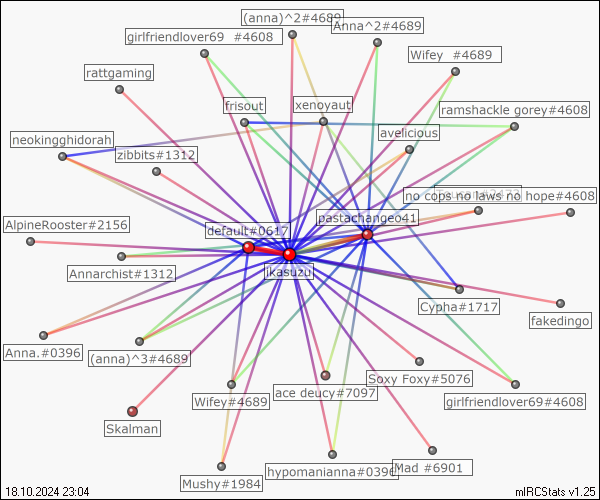 (anna)^2#4689
Anna^2#4689
girlfriendlover69 #4608
Wifey #4689
rattgaming
frisout
xenoyaut
ramshackle gorey#4608
avelicious
neokingghidorah
zibbits#1312
no cops no laws no hope#4608
pastachangeo41
AlpineRooster#2156
default#0617
Annarchist#1312
jkasuzu
Cypha#1717
fakedingo
Anna.#0396
(anna)^3#4689
Soxy Foxy#5076
Wifey#4689
ace deucy#7097
girlfriendlover69#4608
Skalman
Mushy#1984
hypomanianna#0396
Mad #6901
18.10.2024 23:04
mIRCStats v1.25